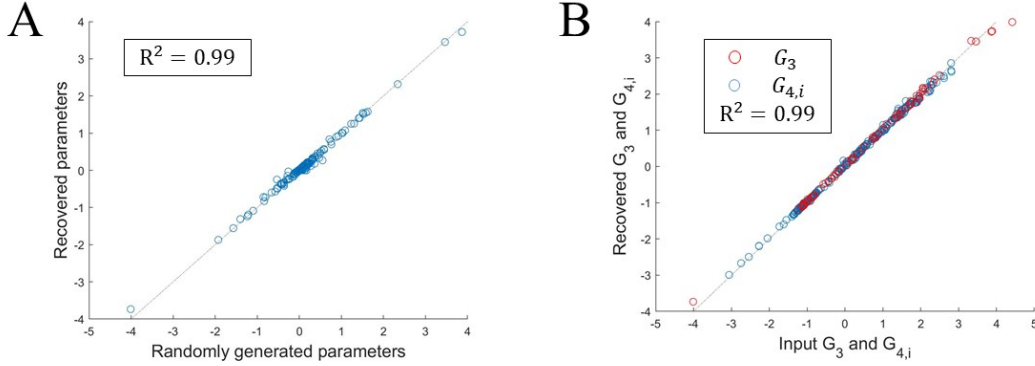 A
R² = 0.99
Recovered parameters
4
3
2
1
0
-1
-2
-3
-4
-5 -4 -3 -2 -1 0 1 2 3 4
Randomly generated parameters
B
G₃
G₄,ᵢ
R² = 0.99
Recovered G₃ and G₄,ᵢ
4
3
2
1
0
-1
-2
-3
-4
-5 -4 -3 -2 -1 0 1 2 3 4 5
Input G₃ and G₄,ᵢ